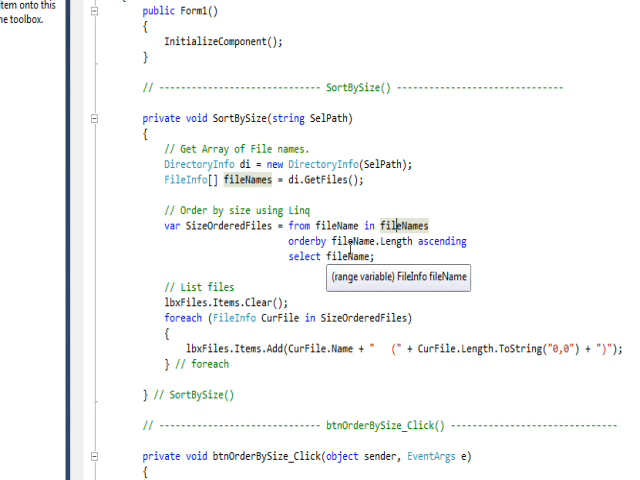 item onto this
he toolbox.
public Form1()
{
InitializeComponent();
}
// ----------------------------- SortBySize() ------------------------------
private void SortBySize(string SelPath)
{
// Get Array of File names.
DirectoryInfo di = new DirectoryInfo(SelPath);
FileInfo[] fileNames = di.GetFiles();
// Order by size using Linq
var SizeOrderedFiles = from fileName in fileNames
orderby fileName.Length ascending
select fileName;
(range variable) FileInfo fileName
// List files
lbxFiles.Items.Clear();
foreach (FileInfo CurFile in SizeOrderedFiles)
{
lbxFiles.Items.Add(CurFile.Name + "   (" + CurFile.Length.ToString("0,0") + ")");
} // foreach
} // SortBySize()
// ----------------------------- btnOrderBySize_Click() ------------------------------
private void btnOrderBySize_Click(object sender, EventArgs e)
{